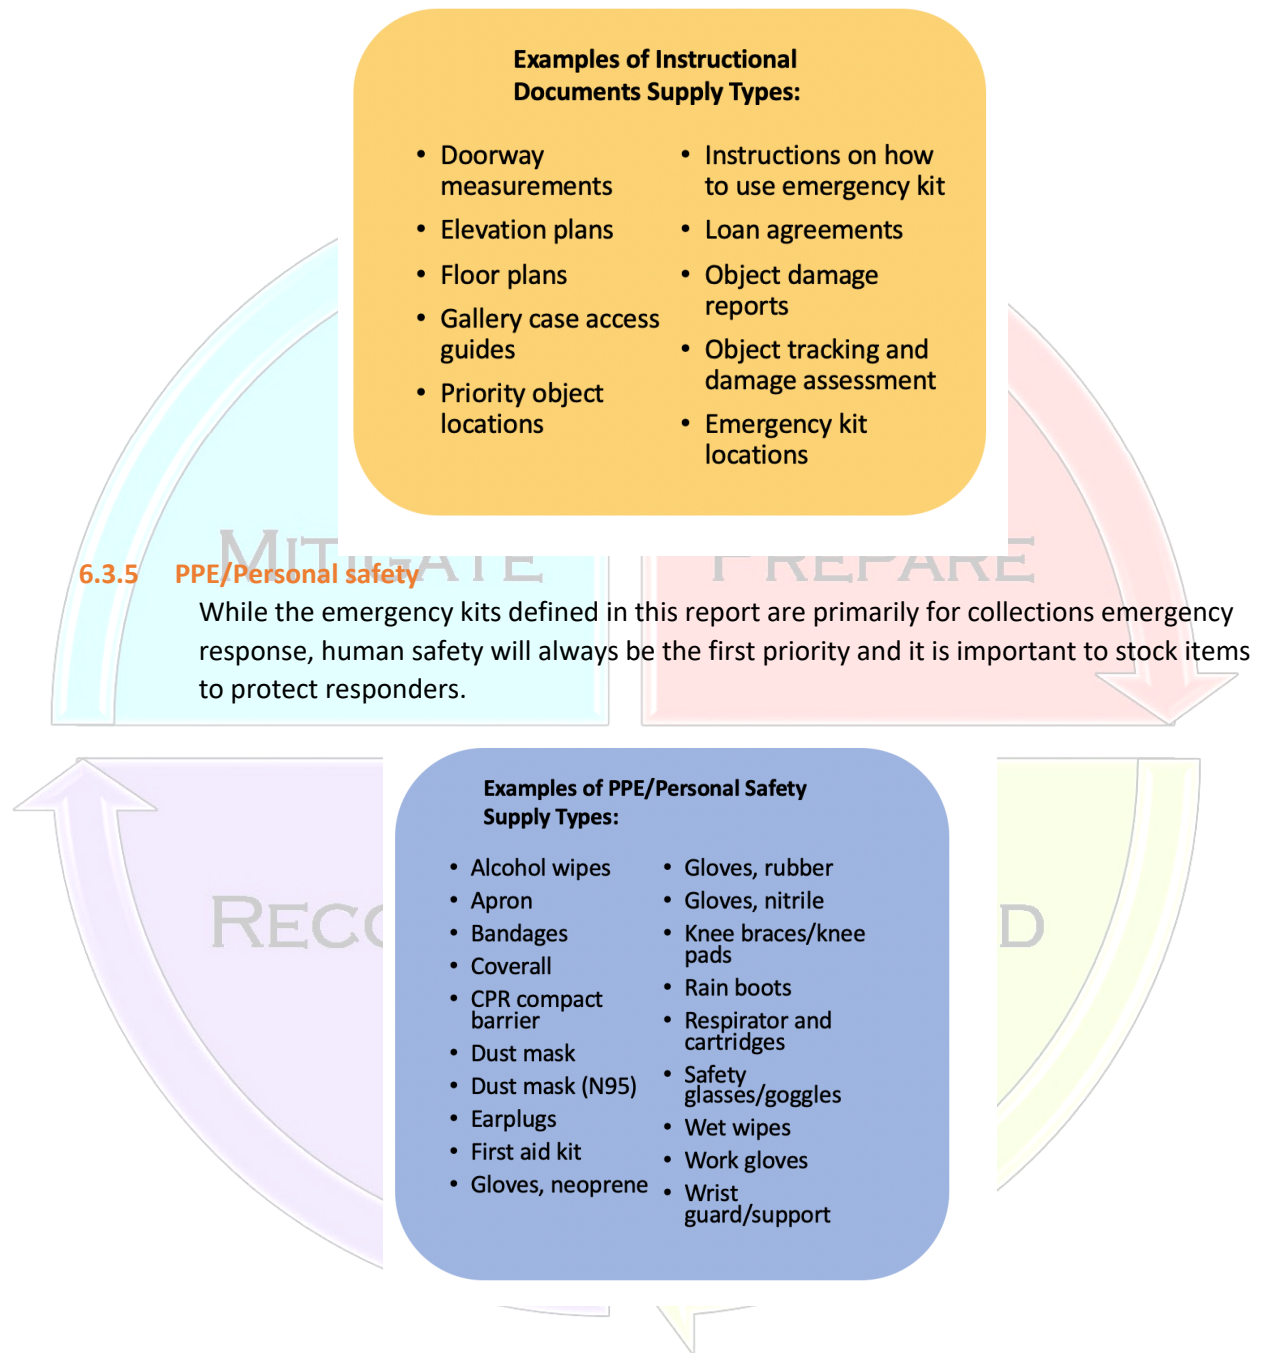 Examples of Instructional
Documents Supply Types:
• Doorway
measurements
• Elevation plans
• Floor plans
• Gallery case access
guides
• Priority object
locations
• Instructions on how
to use emergency kit
• Loan agreements
• Object damage
reports
• Object tracking and
damage assessment
• Emergency kit
locations
MITIGATE
PREPARE
6.3.5 PPE/Personal safety
While the emergency kits defined in this report are primarily for collections emergency
response, human safety will always be the first priority and it is important to stock items
to protect responders.
Examples of PPE/Personal Safety
Supply Types:
• Alcohol wipes
• Apron
• Bandages
• Coverall
• CPR compact
barrier
• Dust mask
• Dust mask (N95)
• Earplugs
• First aid kit
• Gloves, neoprene
• Gloves, rubber
• Gloves, nitrile
• Knee braces/knee
pads
• Rain boots
• Respirator and
cartridges
• Safety
glasses/goggles
• Wet wipes
• Work gloves
• Wrist
guard/support